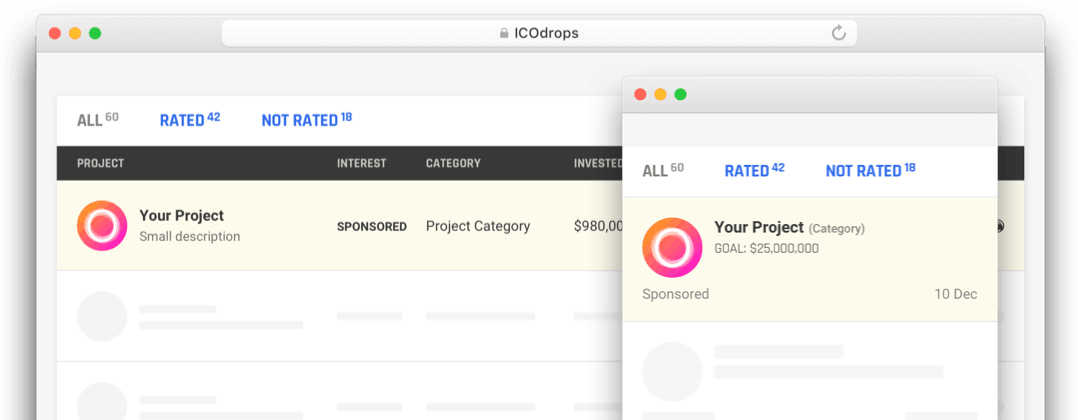 ICOdrops
ALL 60 RATED 42 NOT RATED 18
PROJECT INTEREST CATEGORY INVESTED
Your Project
Small description
SPONSORED Project Category $980,00
ALL 60 RATED 42 NOT RATED 18
Your Project (Category)
GOAL: $25,000,000
Sponsored 10 Dec